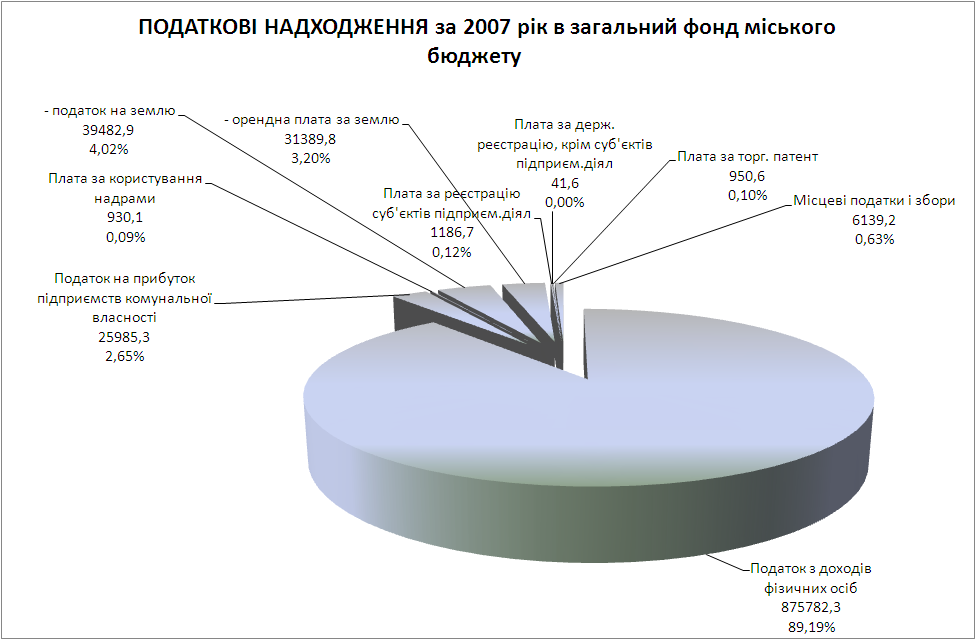 ПОДАТКОВІ НАДХОДЖЕННЯ за 2007 рік в загальний фонд міського
бюджету
- податок на землю
39482,9
4,02%
- орендна плата за землю
31389,8
3,20%
Плата за держ.
реєстрацію, крім суб'єктів
підприєм.діял
41,6
0,00%
Плата за торг. патент
950,6
0,10%
Плата за користування
надрами
930,1
0,09%
Плата за реєстрацію
суб'єктів підприєм.діял
1186,7
0,12%
Місцеві податки і збори
6139,2
0,63%
Податок на прибуток
підприємств комунальної
власності
25985,3
2,65%
Податок з доходів
фізичних осіб
875782,3
89,19%